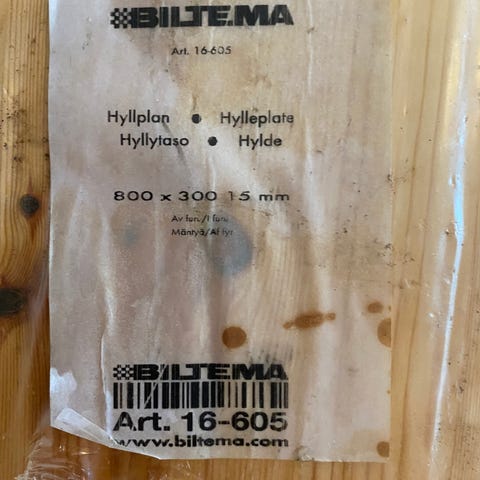 BILTEMA
Art. 16-605
Hyllplan • Hylleplate
Hyllytaso • Hylde
800 x 300 15 mm
Av furu/I furu
Mäntyä/Af fyr
BILTEMA
Art. 16-605
www.biltema.com